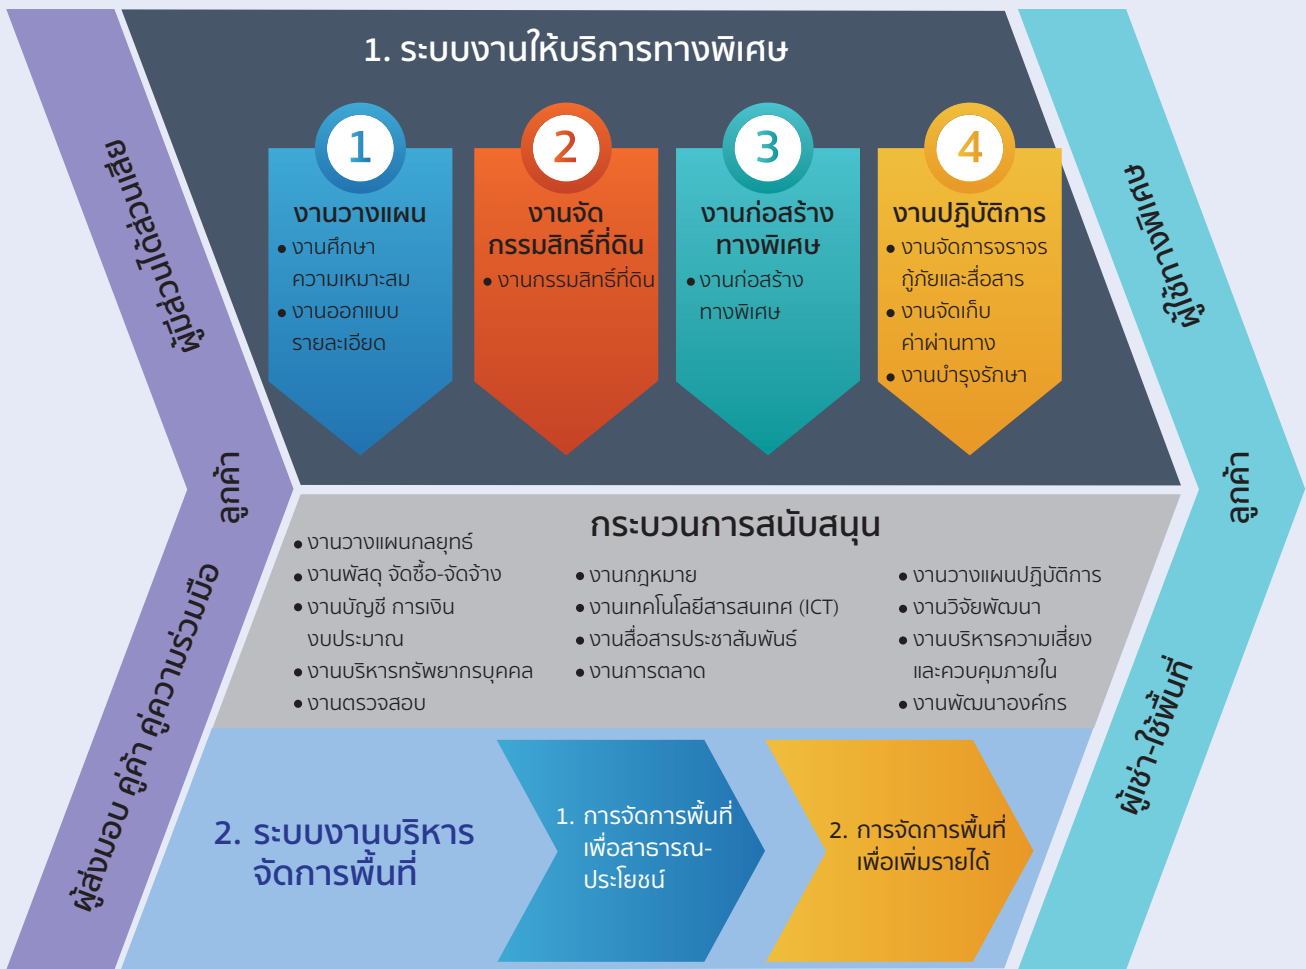 1. ระบบงานให้บริการทางพิเศษ
1
งานวางแผน
• งานศึกษา
ความเหมาะสม
• งานออกแบบ
รายละเอียด
2
งานจัด
กรรมสิทธิ์ที่ดิน
• งานกรรมสิทธิ์ที่ดิน
3
งานก่อสร้าง
ทางพิเศษ
• งานก่อสร้าง
ทางพิเศษ
4
งานปฏิบัติการ
• งานจัดการจราจร
กู้ภัยและสื่อสาร
• งานจัดเก็บ
ค่าผ่านทาง
• งานบำรุงรักษา
ผู้มีส่วนได้ส่วนเสีย
ลูกค้า
ผู้ส่งมอบ คู่ค้า คู่ความร่วมมือ
กระบวนการสนับสนุน
• งานวางแผนกลยุทธ์
• งานพัสดุ จัดซื้อ-จัดจ้าง
• งานบัญชี การเงิน
งบประมาณ
• งานบริหารทรัพยากรบุคคล
• งานตรวจสอบ
• งานกฎหมาย
• งานเทคโนโลยีสารสนเทศ (ICT)
• งานสื่อสารประชาสัมพันธ์
• งานการตลาด
• งานวางแผนปฏิบัติการ
• งานวิจัยพัฒนา
• งานบริหารความเสี่ยง
และควบคุมภายใน
• งานพัฒนาองค์กร
2. ระบบงานบริหาร
จัดการพื้นที่
1. การจัดการพื้นที่
เพื่อสาธารณ-
ประโยชน์
2. การจัดการพื้นที่
เพื่อเพิ่มรายได้
ผู้ใช้ทางพิเศษ
ลูกค้า
ผู้เช่า-ใช้พื้นที่